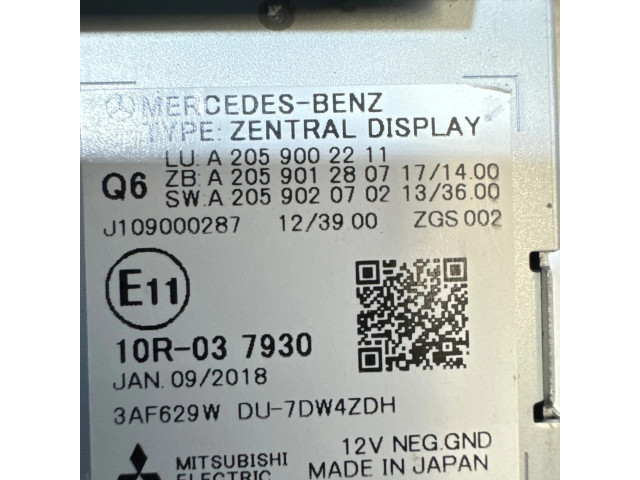 MERCEDES-BENZ
TYPE: ZENTRAL DISPLAY
LU: A 205 900 22 11
Q6 ZB: A 205 901 28 07 17/14.00
SW: A 205 902 07 02 13/36.00
J109000287 12/39.00 ZGS 002
E11
10R-03 7930
JAN. 09/2018
3AF629W DU-7DW4ZDH
12V NEG.GND
MITSUBISHI
ELECTRIC
MADE IN JAPAN